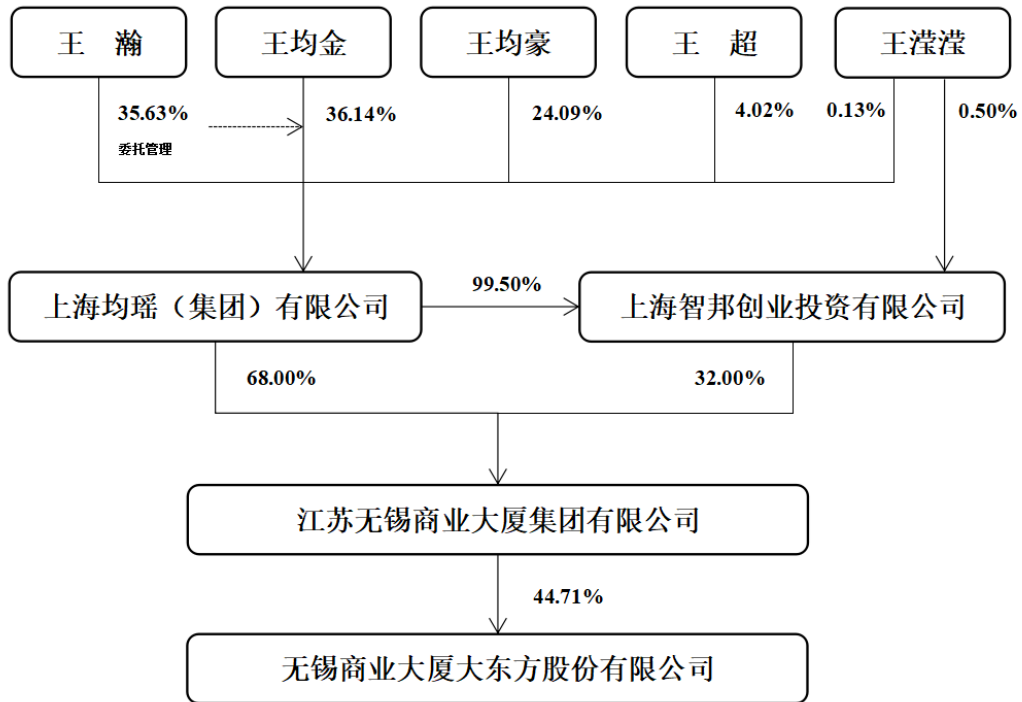 王　瀚
王均金
王均豪
王　超
王滢滢
35.63%
36.14%
24.09%
4.02%
0.13%
0.50%
委托管理
上海均瑶（集团）有限公司
99.50%
上海智邦创业投资有限公司
68.00%
32.00%
江苏无锡商业大厦集团有限公司
44.71%
无锡商业大厦大东方股份有限公司